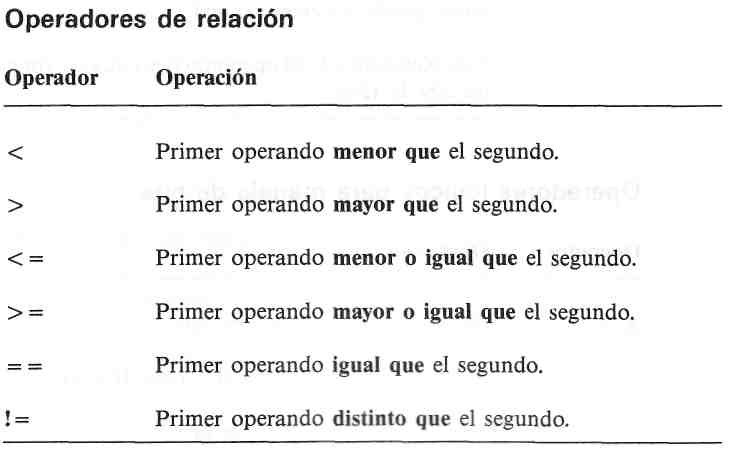 Operadores de relación
Operador Operación
< Primer operando menor que el segundo.
> Primer operando mayor que el segundo.
< = Primer operando menor o igual que el segundo.
> = Primer operando mayor o igual que el segundo.
= = Primer operando igual que el segundo.
!= Primer operando distinto que el segundo.